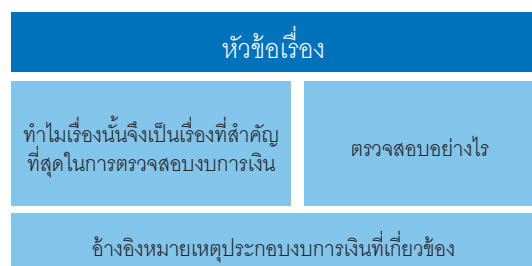 หัวข้อเรื่อง
ทำไมเรื่องนั้นจึงเป็นเรื่องที่สำคัญ
ที่สุดในการตรวจสอบงบการเงิน
ตรวจสอบอย่างไร
อ้างอิงหมายเหตุประกอบงบการเงินที่เกี่ยวข้อง